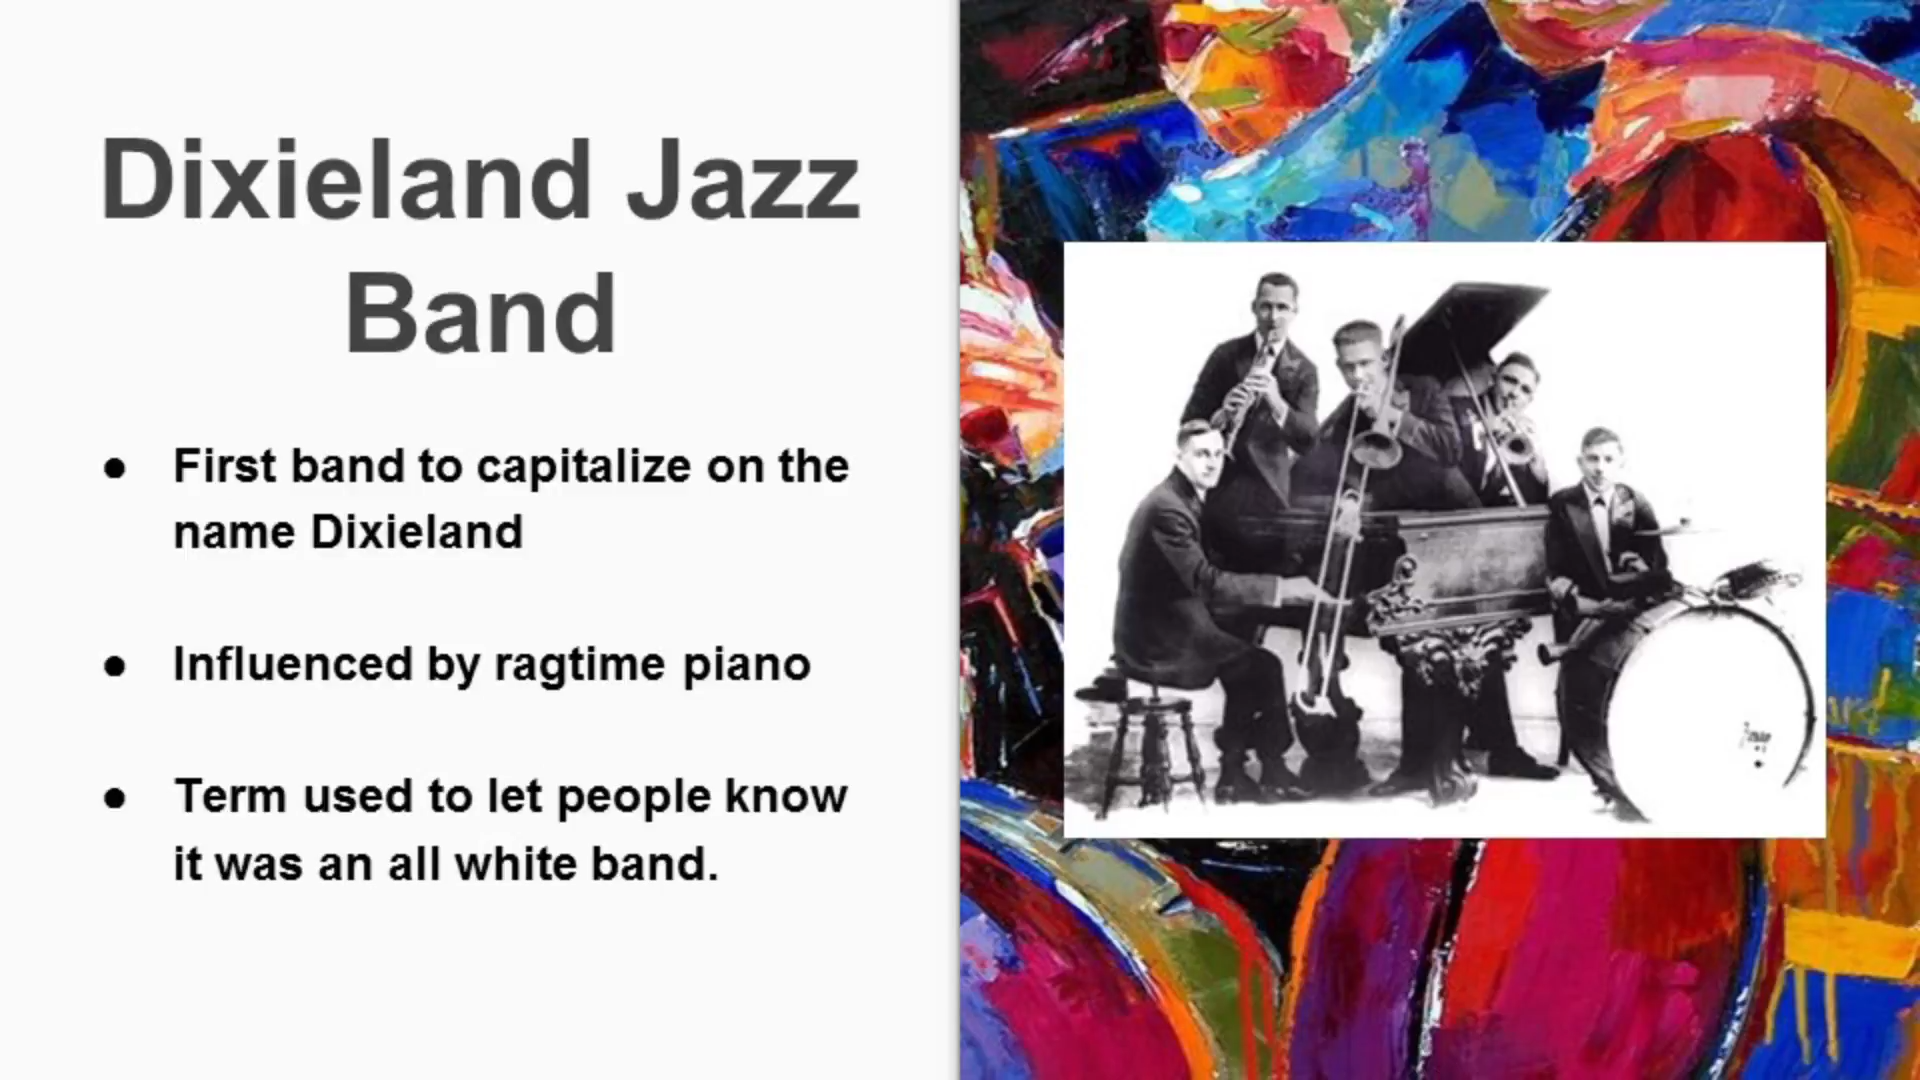 Dixieland Jazz
Band
● First band to capitalize on the
name Dixieland
● Influenced by ragtime piano
● Term used to let people know
it was an all white band.